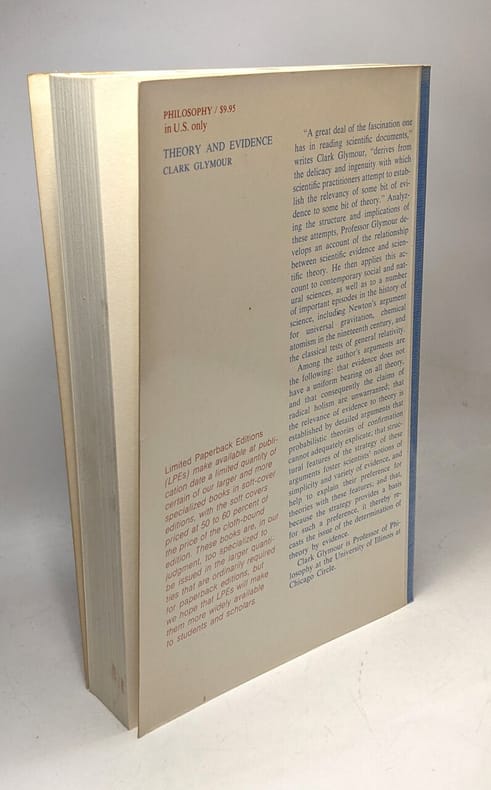 PHILOSOPHY / $9.95
in U.S. only
THEORY AND EVIDENCE
CLARK GLYMOUR
"A great deal of the fascination one
has in reading scientific documents,"
writes Clark Glymour, "derives from
the delicacy and ingenuity with which
scientific practitioners attempt to estab-
lish the relevancy of some bit of evi-
dence to some bit of theory." Analyz-
ing the structure and implications of
these attempts, Professor Glymour de-
velops an account of the relationship
between scientific evidence and scien-
tific theory. He then applies this ac-
count to contemporary social and nat-
ural sciences, as well as to a number
of important episodes in the history of
science, including Newton's argument
for universal gravitation, chemical
atomism in the nineteenth century, and
the classical tests of general relativity.
Among the author's arguments are
the following: that evidence does not
have a uniform bearing on all theory,
and that consequently the claims of
radical holism are unwarranted; that
the relevance of evidence to theory is
established by detailed arguments that
probabilistic theories of confirmation
cannot adequately explicate; that struc-
tural features of the strategy of these
arguments foster scientists' notions of
simplicity and variety of evidence, and
help to explain their preference for
theories with these features; and that,
because the strategy provides a basis
for such a preference, it thereby re-
casts the issue of the determination of
theory by evidence.
Clark Glymour is Professor of Phi-
losophy at the University of Illinois at
Chicago Circle.
Limited Paperback Editions
(LPEs) make available at publi-
cation date a limited quantity of
certain of our larger and more
specialized books in soft-cover
editions, with the soft covers
priced at 50 to 60 percent of
the price of the cloth-bound
edition. These books are, in our
judgment, too specialized to
be issued in the larger quanti-
ties that are ordinarily required
for paperback editions, but
we hope that LPEs will make
them more widely available
to students and scholars.